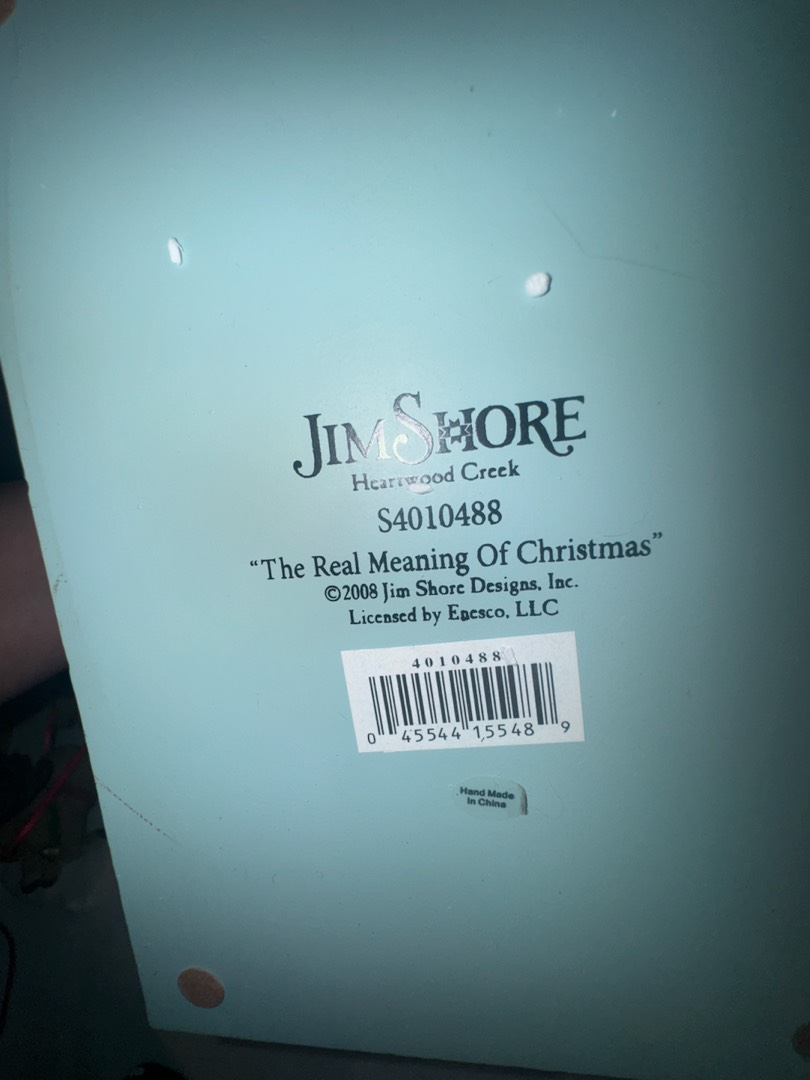 JIM SHORE
Heartwood Creek
S4010488
“The Real Meaning Of Christmas”
©2008 Jim Shore Designs, Inc.
Licensed by Enesco, LLC
4010488
0 45544 15548 9
Hand Made
In China